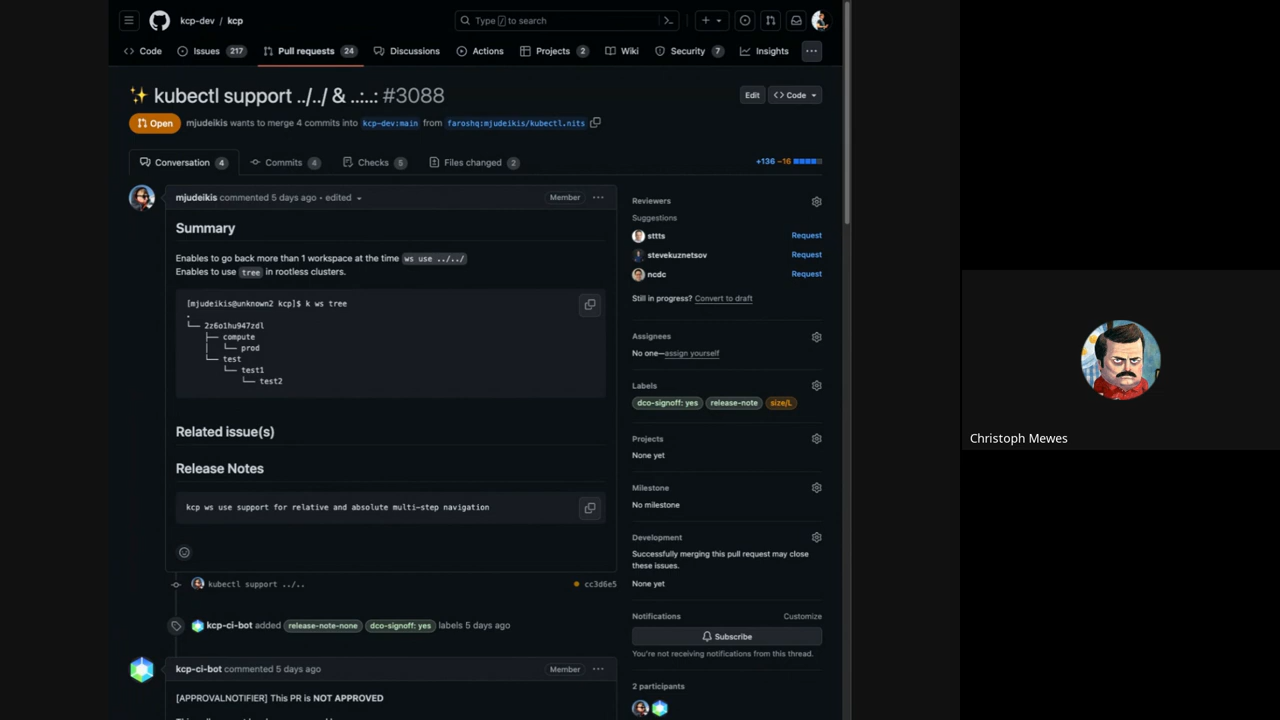 kcp-dev / kcp
Type / to search
Code
Issues 217
Pull requests 24
Discussions
Actions
Projects 2
Wiki
Security 7
Insights
✨ kubectl support ../../ & ..:..: #3088
Edit
Code
Open
mjudeikis wants to merge 4 commits into kcp-dev:main from faroshq:mjudeikis/kubectl.nits
Conversation 4
Commits 4
Checks 5
Files changed 2
+136 −16
mjudeikis commented 5 days ago • edited
Member
Summary
Enables to go back more than 1 workspace at the time ws use ../../
Enables to use tree in rootless clusters.
[mjudeikis@unknown2 kcp]$ k ws tree
.
└── 2z6o1hu947zdl
├── compute
│ └── prod
└── test
└── test1
└── test2
Related issue(s)
Release Notes
kcp ws use support for relative and absolute multi-step navigation
kubectl support ../..
cc3d6e5
kcp-ci-bot added release-note-none dco-signoff: yes labels 5 days ago
kcp-ci-bot commented 5 days ago
Member
[APPROVALNOTIFIER] This PR is NOT APPROVED
Reviewers
Suggestions
sttts Request
stevekuznetsov Request
ncdc Request
Still in progress? Convert to draft
Assignees
No one—assign yourself
Labels
dco-signoff: yes release-note size/L
Projects
None yet
Milestone
No milestone
Development
Successfully merging this pull request may close
these issues.
None yet
Notifications
Customize
Subscribe
You're not receiving notifications from this thread.
2 participants
Christoph Mewes